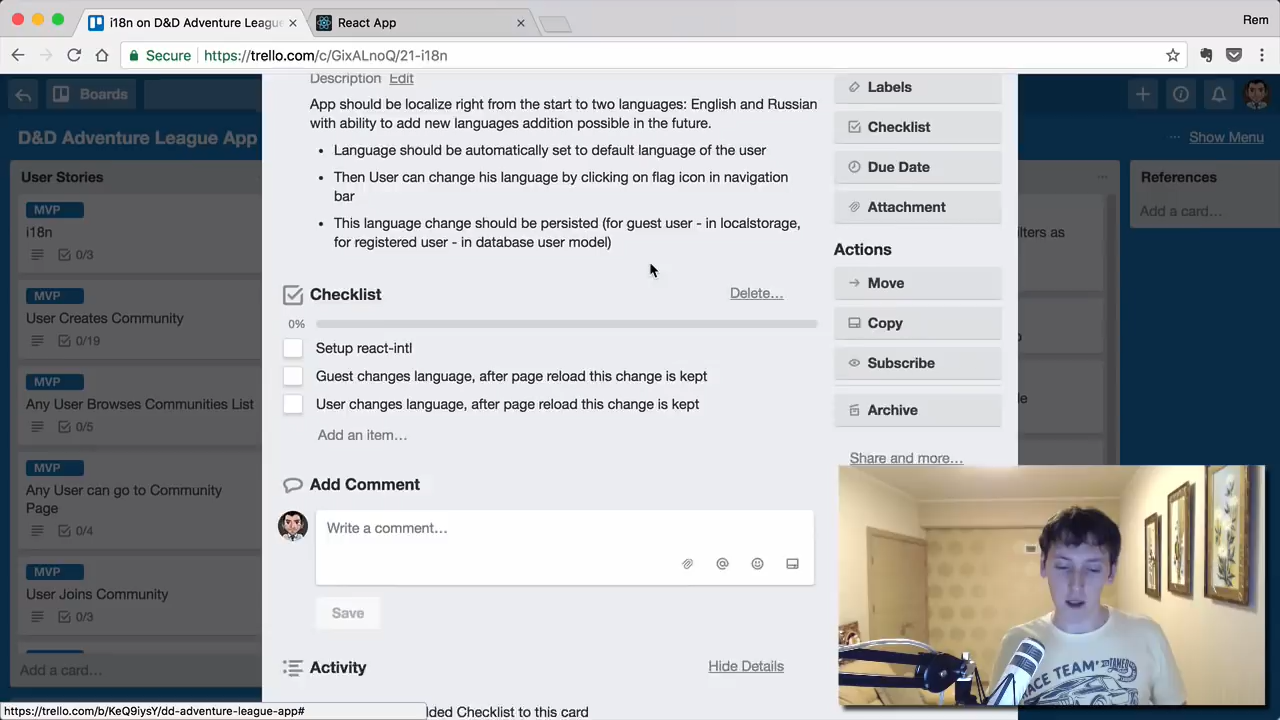 i18n on D&D Adventure Leagu
React App
Rem
Secure
https://trello.com/c/GixALnoQ/21-i18n
Boards
D&D Adventure League App
Show Menu
User Stories
MVP
i18n
0/3
MVP
User Creates Community
0/19
MVP
Any User Browses Communities List
0/5
MVP
Any User can go to Community
Page
0/4
MVP
User Joins Community
0/3
Add a card…
Description Edit
App should be localize right from the start to two languages: English and Russian
with ability to add new languages addition possible in the future.
• Language should be automatically set to default language of the user
• Then User can change his language by clicking on flag icon in navigation
bar
• This language change should be persisted (for guest user - in localstorage,
for registered user - in database user model)
Checklist
Delete…
0%
Setup react-intl
Guest changes language, after page reload this change is kept
User changes language, after page reload this change is kept
Add an item…
Add Comment
Write a comment…
@
Save
Activity
Hide Details
dded Checklist to this card
Labels
Checklist
Due Date
Attachment
Actions
Move
Copy
Subscribe
Archive
Share and more…
ilters as
References
Add a card…
RACE TEAM
https://trello.com/b/KeQ9iysY/dd-adventure-league-app#